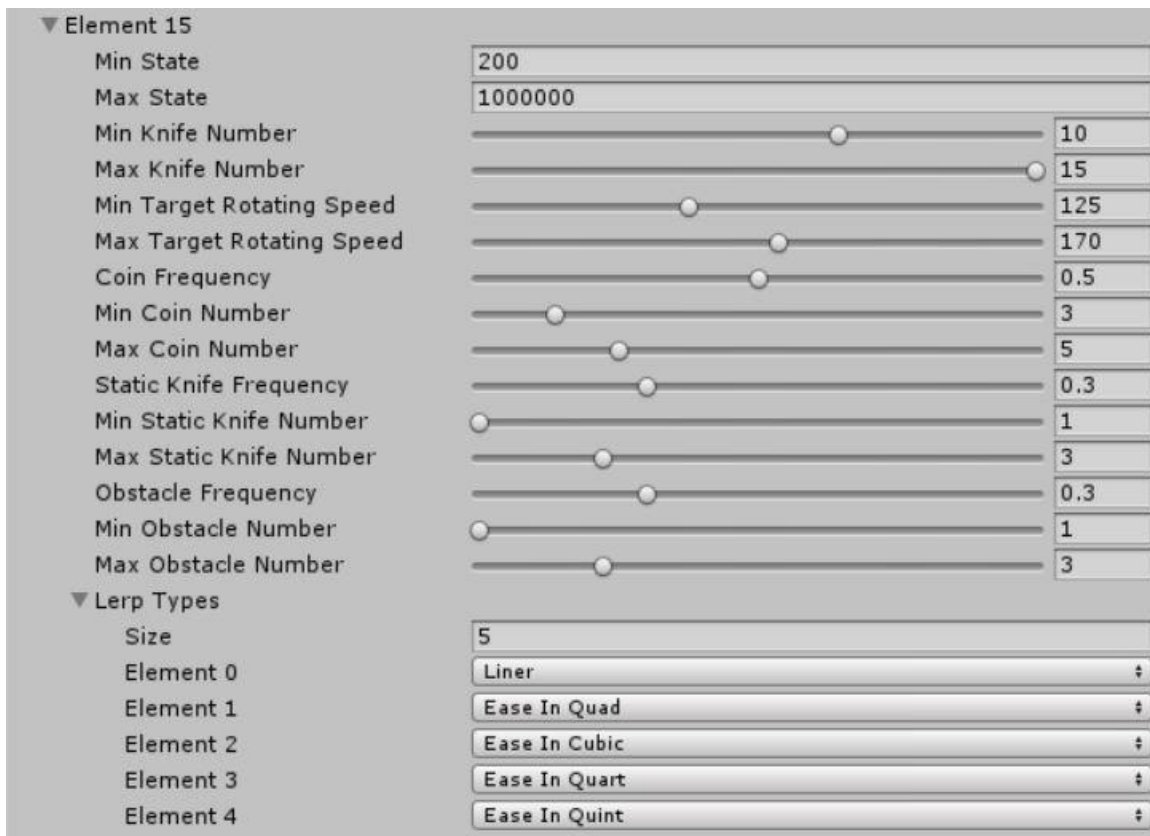 Element 15
Min State 200
Max State 1000000
Min Knife Number 10
Max Knife Number 15
Min Target Rotating Speed 125
Max Target Rotating Speed 170
Coin Frequency 0.5
Min Coin Number 3
Max Coin Number 5
Static Knife Frequency 0.3
Min Static Knife Number 1
Max Static Knife Number 3
Obstacle Frequency 0.3
Min Obstacle Number 1
Max Obstacle Number 3
Lerp Types
Size 5
Element 0 Liner
Element 1 Ease In Quad
Element 2 Ease In Cubic
Element 3 Ease In Quart
Element 4 Ease In Quint